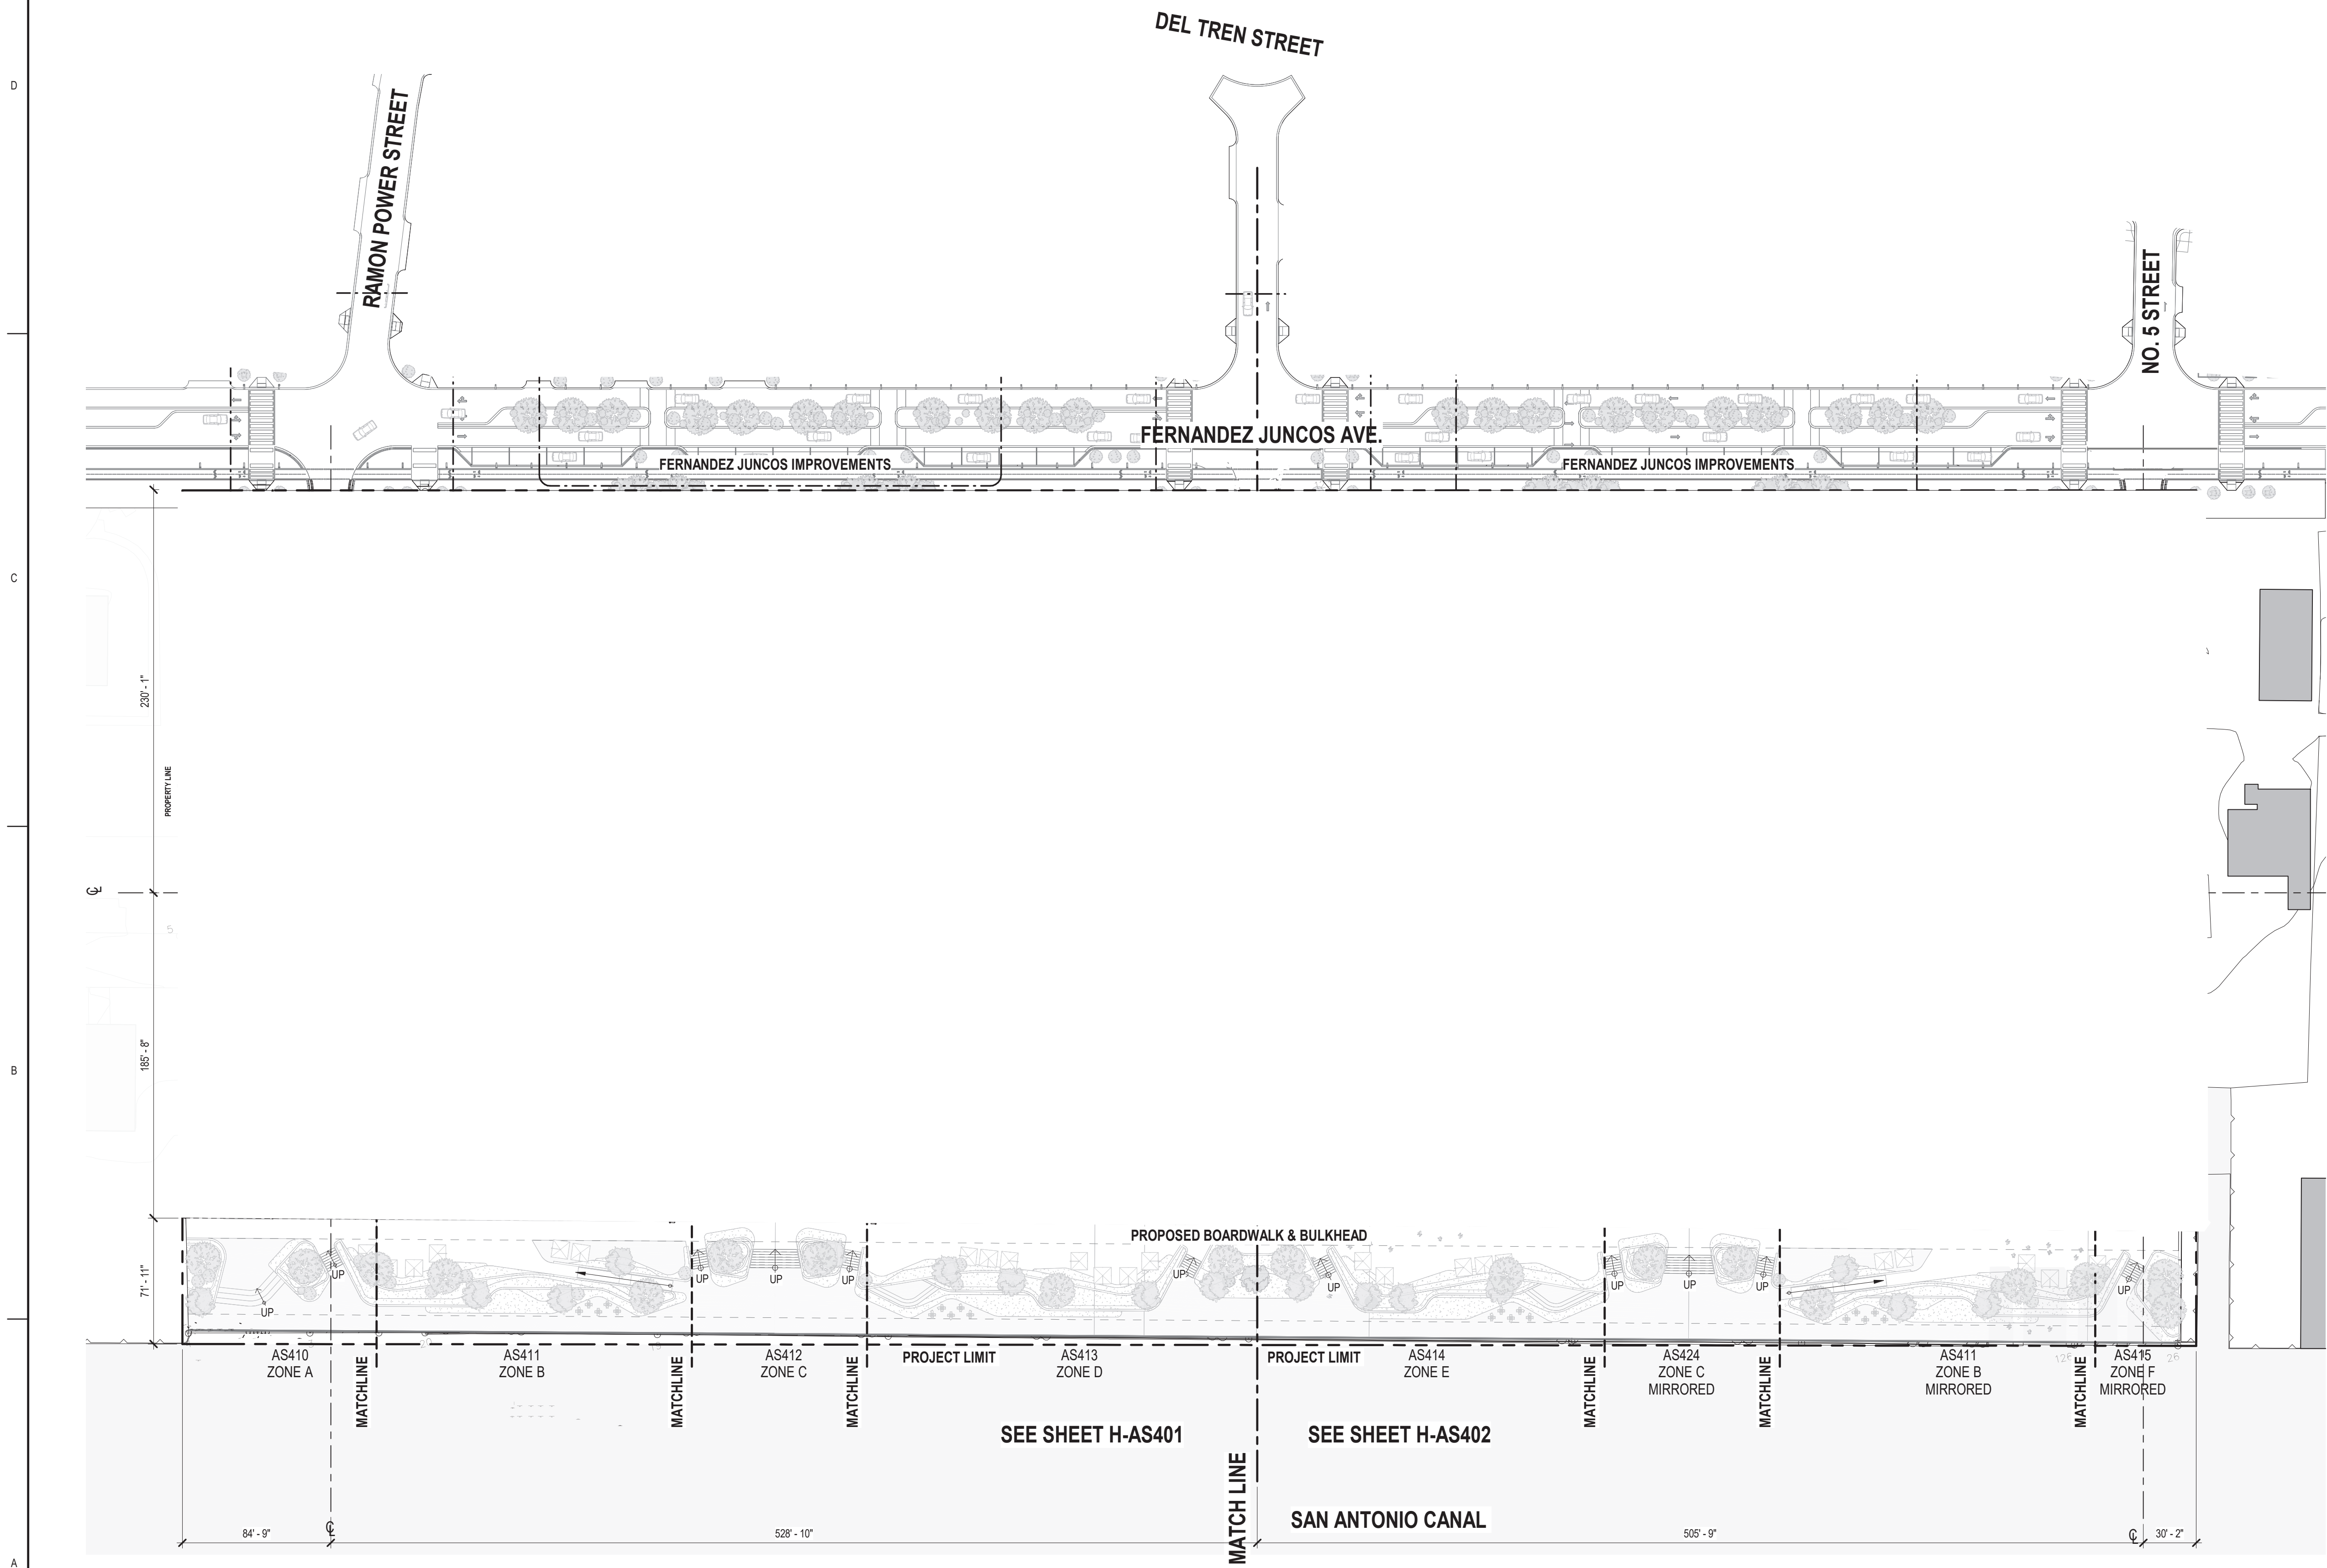 DEL TREN STREET
D
RAMON POWER STREET
NO. 5 STREET
FERNANDEZ JUNCOS AVE.
FERNANDEZ JUNCOS IMPROVEMENTS
FERNANDEZ JUNCOS IMPROVEMENTS
C
230' - 1"
PROPERTY LINE
5
B
185' - 8"
71' - 11"
PROPOSED BOARDWALK & BULKHEAD
UP
UP
UP
UP
UP
UP
UP
UP
UP
UP
UP
AS410
ZONE A
MATCHLINE
AS411
ZONE B
MATCHLINE
AS412
ZONE C
MATCHLINE
PROJECT LIMIT
AS413
ZONE D
PROJECT LIMIT
AS414
ZONE E
MATCHLINE
AS424
ZONE C
MIRRORED
MATCHLINE
AS411
ZONE B
MIRRORED
MATCHLINE
AS415
ZONE F
MIRRORED
26
SEE SHEET H-AS401
SEE SHEET H-AS402
MATCH LINE
SAN ANTONIO CANAL
84' - 9"
528' - 10"
505' - 9"
30' - 2"
A